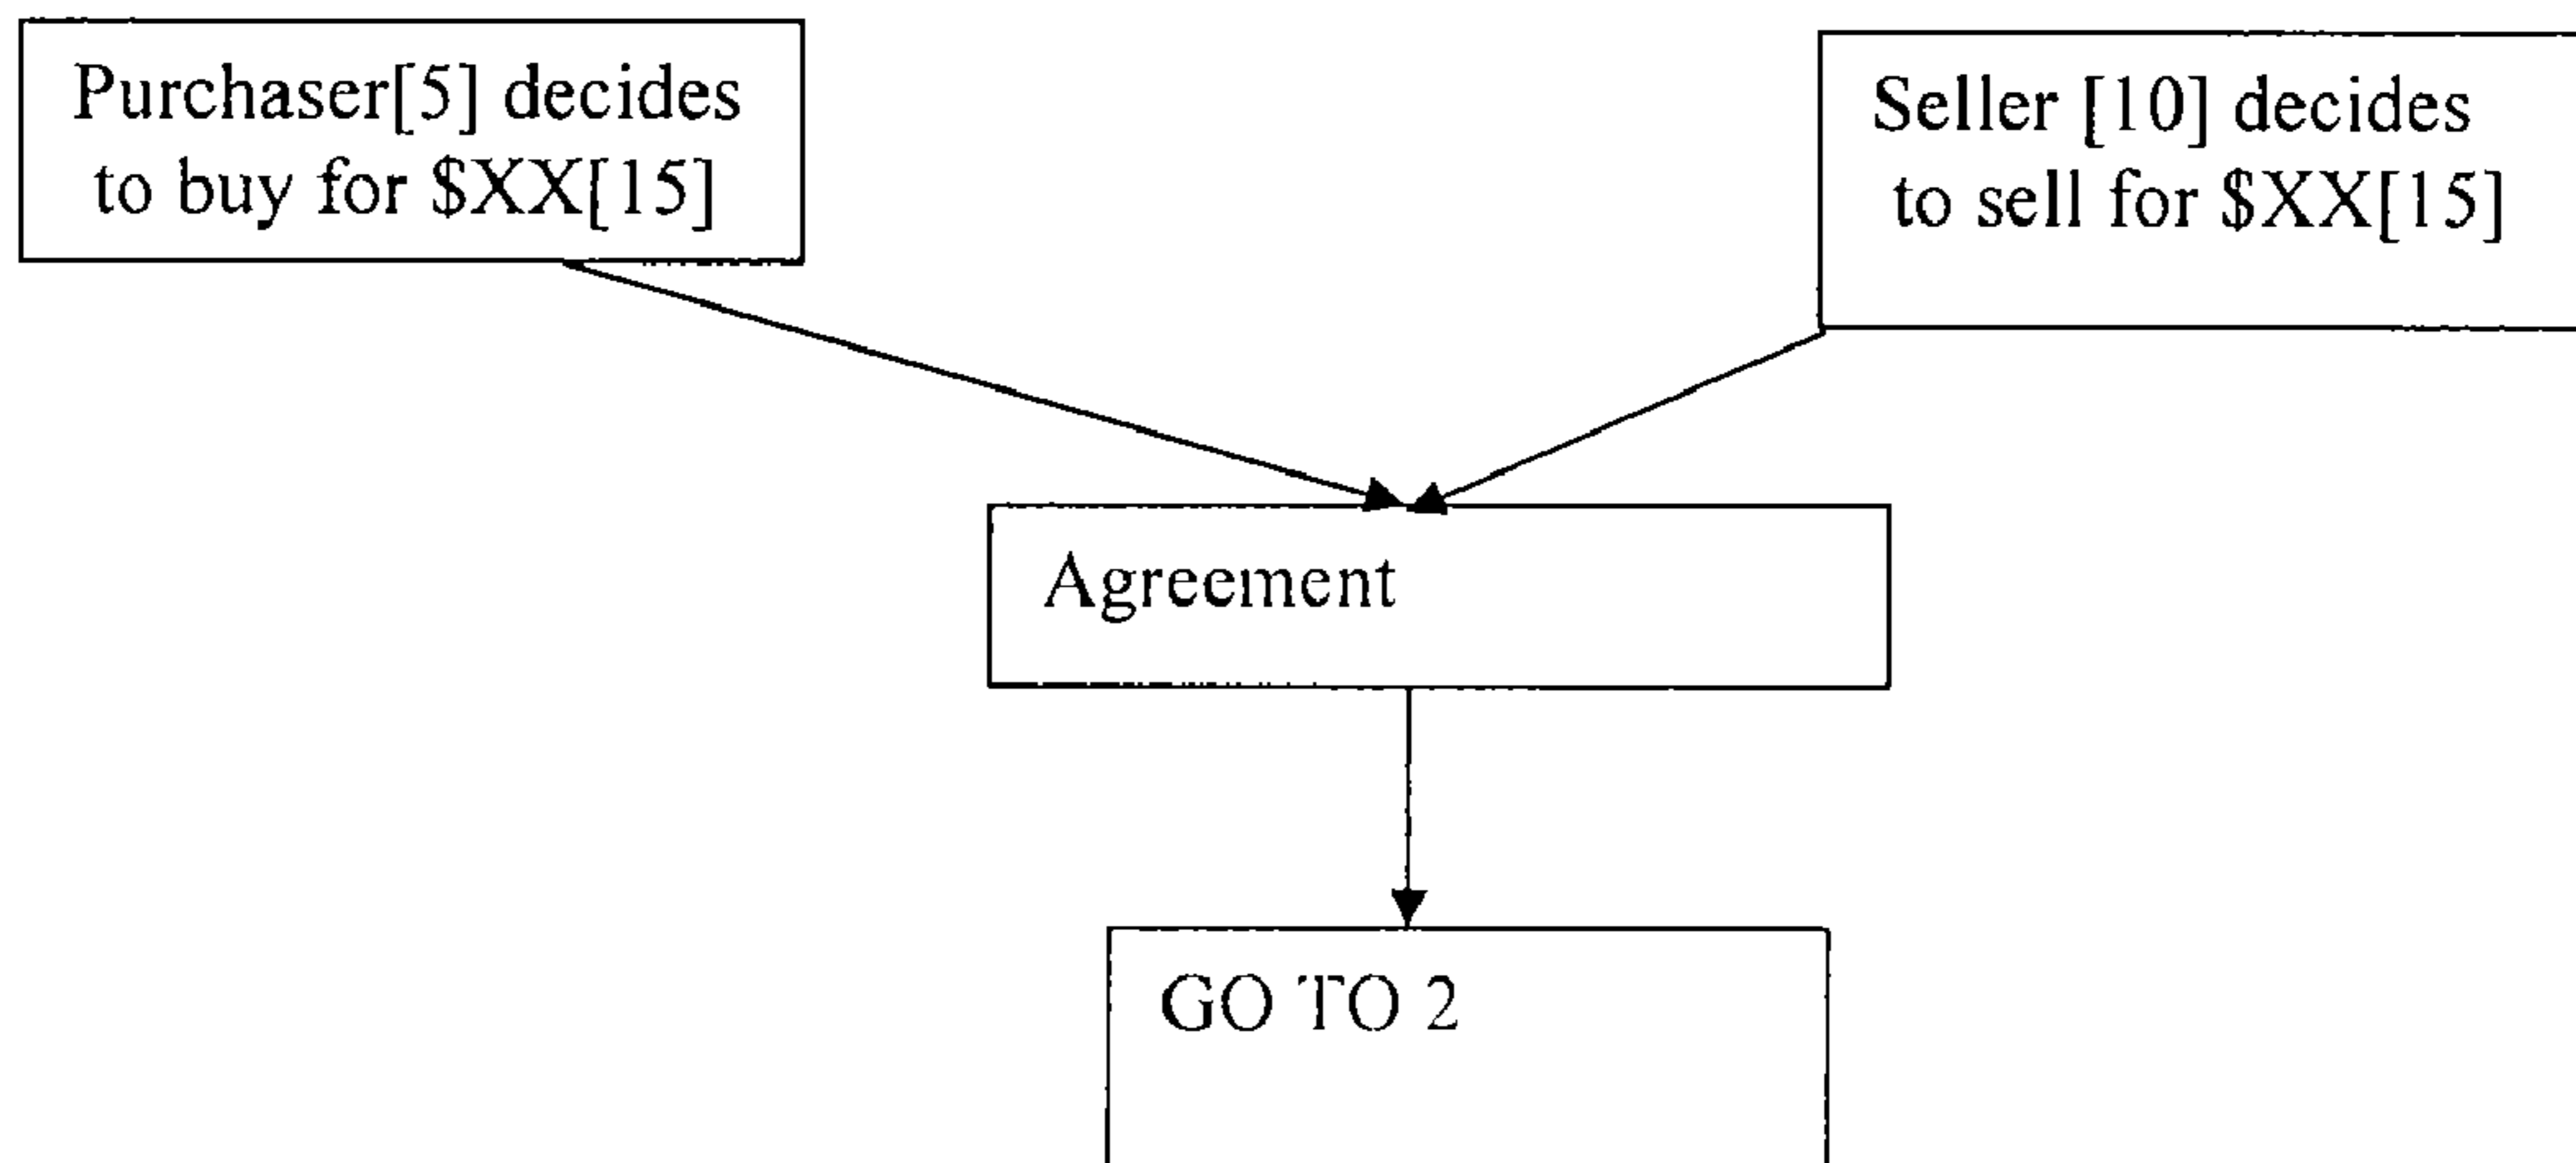 Purchaser[5] decides
to buy for $XX[15]
Seller [10] decides
to sell for $XX[15]
Agreement
GO TO 2